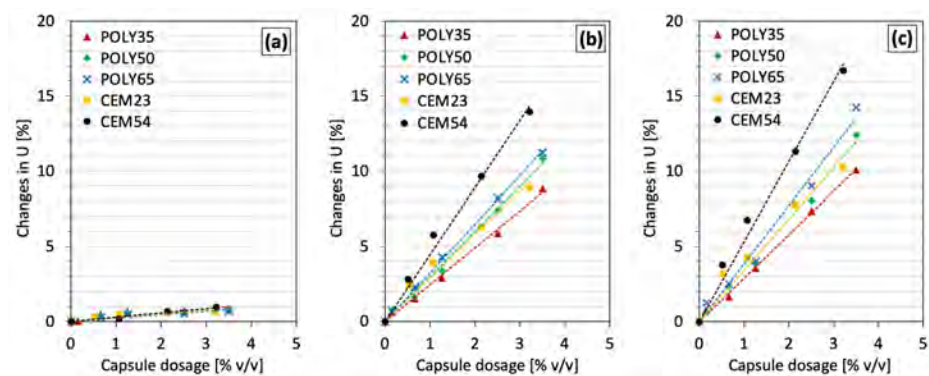 20
15
10
5
0
Changes in U [%]
(a)
POLY35
POLY50
POLY65
CEM23
CEM54
0 1 2 3 4 5
Capsule dosage [% v/v]
20
15
10
5
0
Changes in U [%]
(b)
POLY35
POLY50
POLY65
CEM23
CEM54
0 1 2 3 4 5
Capsule dosage [% v/v]
20
15
10
5
0
Changes in U [%]
(c)
POLY35
POLY50
POLY65
CEM23
CEM54
0 1 2 3 4 5
Capsule dosage [% v/v]